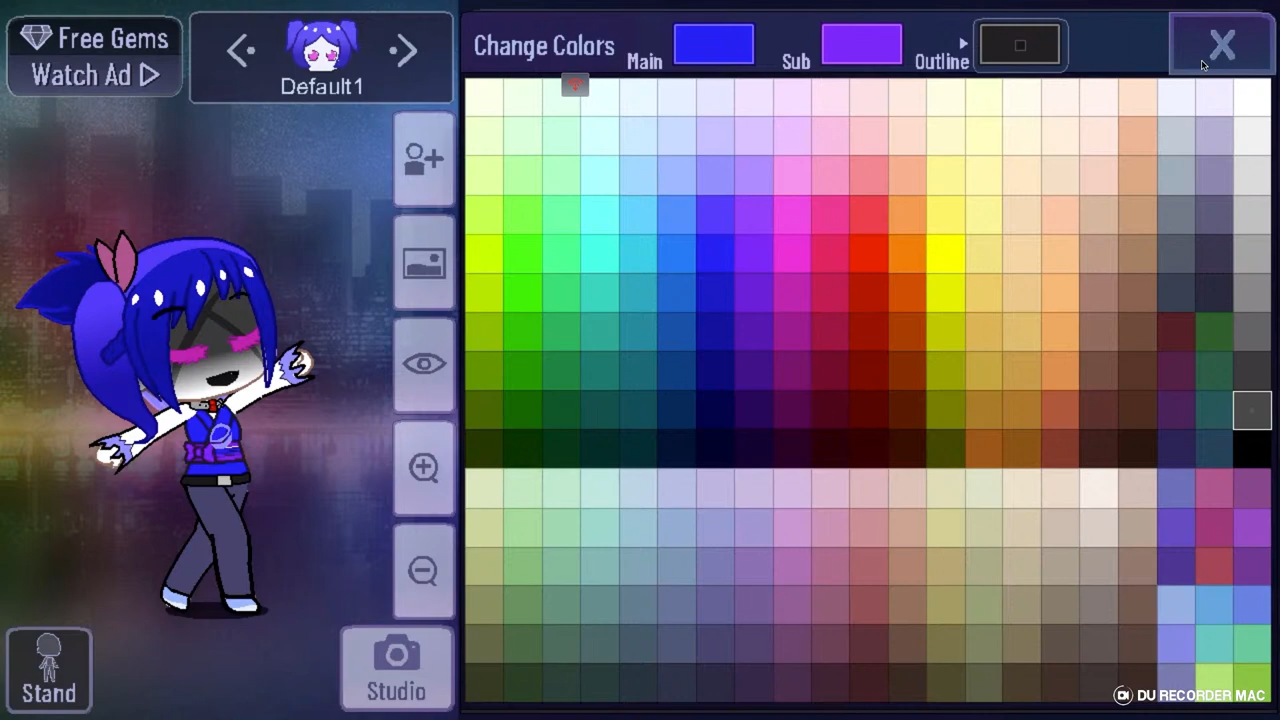 Free Gems
Watch Ad
Default1
Change Colors
Main
Sub
Outline
X
Stand
Studio
DU RECORDER MAC